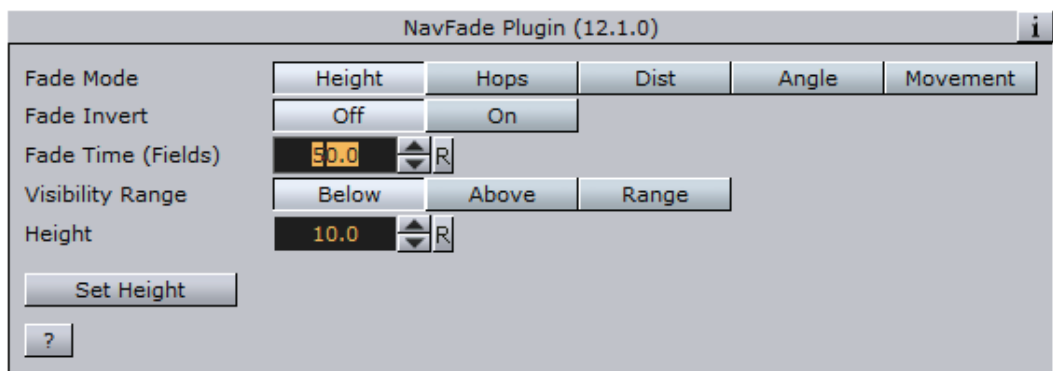 NavFade Plugin (12.1.0) i
Fade Mode Height Hops Dist Angle Movement
Fade Invert Off On
Fade Time (Fields) 50.0 R
Visibility Range Below Above Range
Height 10.0 R
Set Height
?